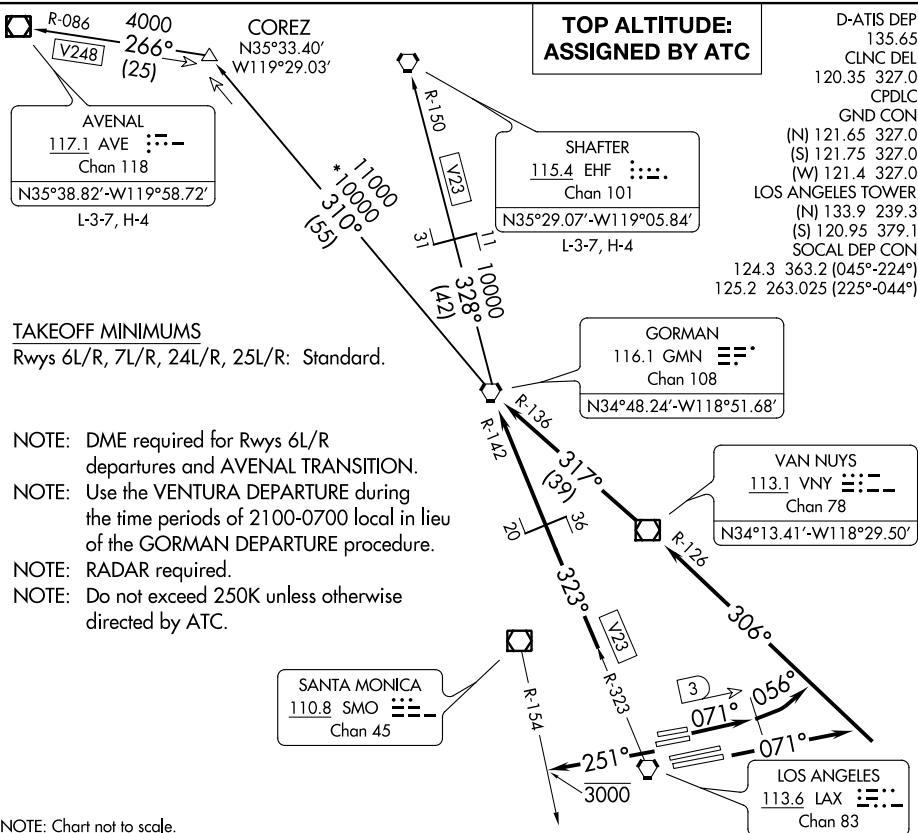 TOP ALTITUDE:
ASSIGNED BY ATC
D-ATIS DEP
135.65
CLNC DEL
120.35 327.0
CPDLC
GND CON
(N) 121.65 327.0
(S) 121.75 327.0
(W) 121.4 327.0
LOS ANGELES TOWER
(N) 133.9 239.3
(S) 120.95 379.1
SOCAL DEP CON
124.3 363.2 (045°-224°)
125.2 263.025 (225°-044°)
R-086
4000
266°
(25)
V248
COREZ
N35°33.40'
W119°29.03'
AVENAL
117.1 AVE
Chan 118
N35°38.82'-W119°58.72'
L-3-7, H-4
R-150
V23
SHAFTER
115.4 EHF
Chan 101
N35°29.07'-W119°05.84'
L-3-7, H-4
11000
*10000
310°
(55)
31
11
10000
328°
(42)
TAKEOFF MINIMUMS
Rwys 6L/R, 7L/R, 24L/R, 25L/R: Standard.
GORMAN
116.1 GMN
Chan 108
N34°48.24'-W118°51.68'
NOTE: DME required for Rwys 6L/R
departures and AVENAL TRANSITION.
NOTE: Use the VENTURA DEPARTURE during
the time periods of 2100-0700 local in lieu
of the GORMAN DEPARTURE procedure.
NOTE: RADAR required.
NOTE: Do not exceed 250K unless otherwise
directed by ATC.
R-142
R-136
317°
(39)
VAN NUYS
113.1 VNY
Chan 78
N34°13.41'-W118°29.50'
20
36
323°
V23
R-126
306°
SANTA MONICA
110.8 SMO
Chan 45
R-154
R-323
3
D
071°
056°
251°
071°
3000
LOS ANGELES
113.6 LAX
Chan 83
NOTE: Chart not to scale.